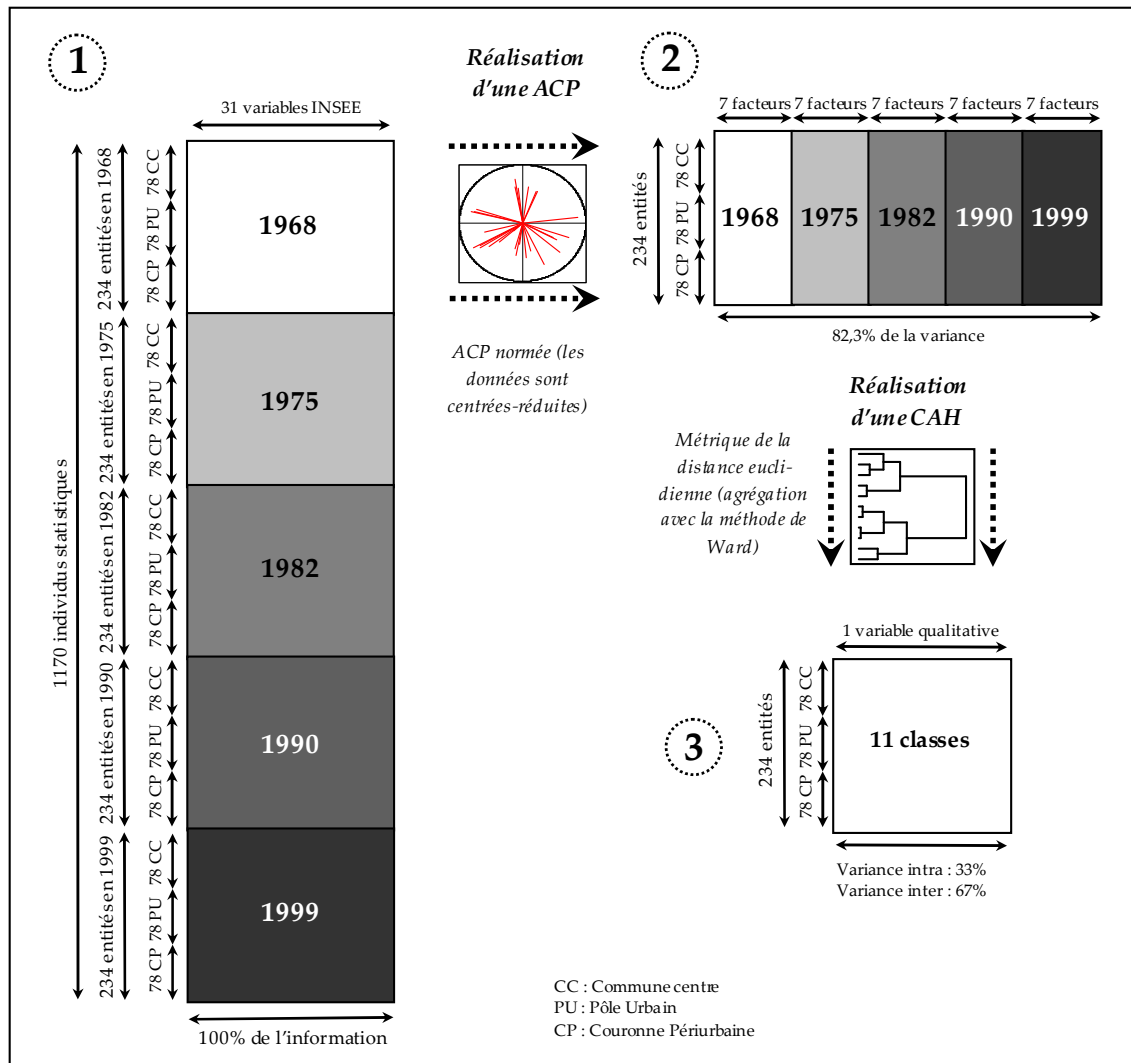 1
31 variables INSEE
1170 individus statistiques
234 entités en 1968
78 CC
78 PU
78 CP
1968
234 entités en 1975
78 CC
78 PU
78 CP
1975
234 entités en 1982
78 CC
78 PU
78 CP
1982
234 entités en 1990
78 CC
78 PU
78 CP
1990
234 entités en 1999
78 CC
78 PU
78 CP
1999
100% de l'information
Réalisation
d'une ACP
ACP normée (les
données sont
centrées-réduites)
2
7 facteurs 7 facteurs 7 facteurs 7 facteurs 7 facteurs
234 entités
78 CC
78 PU
78 CP
1968 1975 1982 1990 1999
82,3% de la variance
Réalisation
d'une CAH
Métrique de la
distance eucli-
dienne (agrégation
avec la méthode de
Ward)
3
1 variable qualitative
234 entités
78 CC
78 PU
78 CP
11 classes
Variance intra : 33%
Variance inter : 67%
CC : Commune centre
PU : Pôle Urbain
CP : Couronne Périurbaine